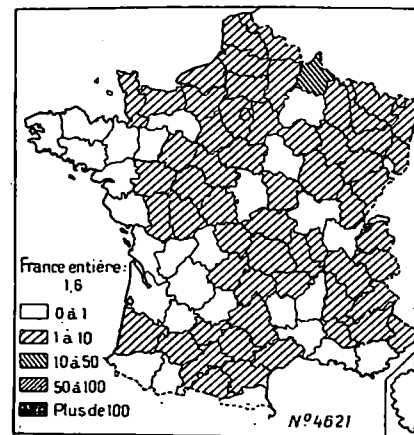 France entière:
1,6
0 à 1
1 à 10
10 à 50
50 à 100
Plus de 100
Nº 4621